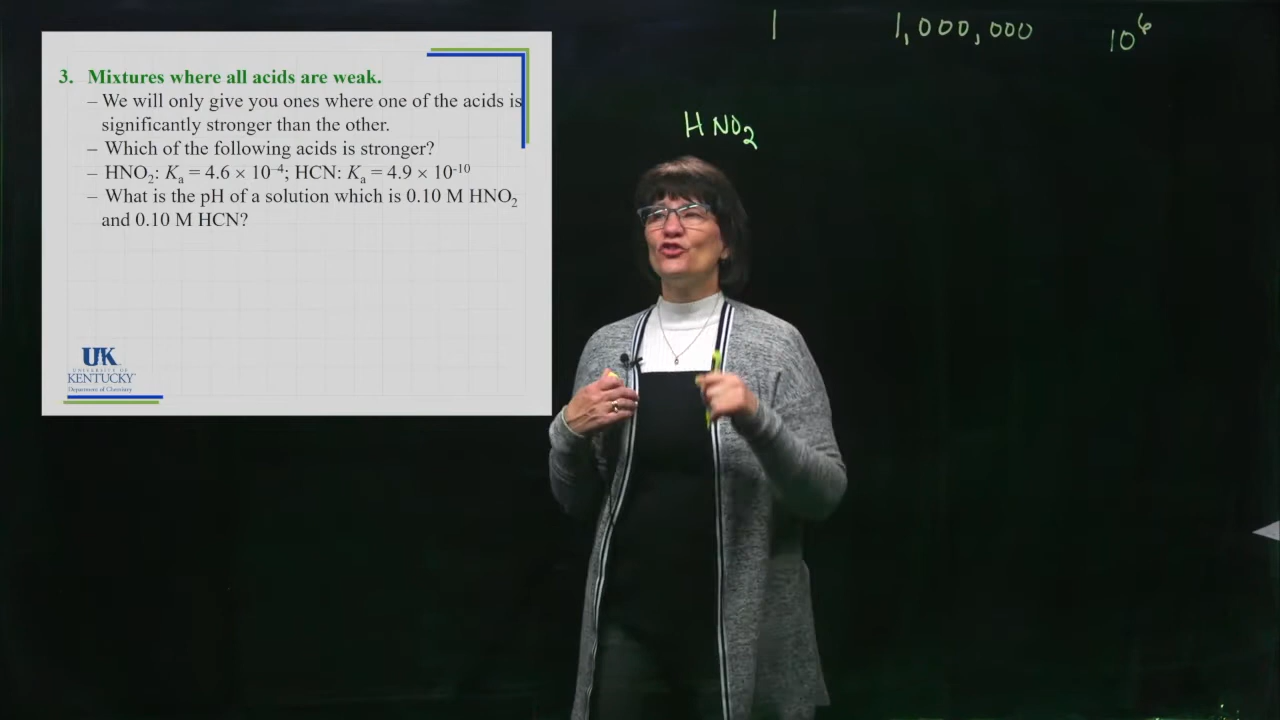 3. Mixtures where all acids are weak.
– We will only give you ones where one of the acids is
significantly stronger than the other.
– Which of the following acids is stronger?
– HNO₂: Kₐ = 4.6 × 10⁻⁴; HCN: Kₐ = 4.9 × 10⁻¹⁰
– What is the pH of a solution which is 0.10 M HNO₂
and 0.10 M HCN?
UK
UNIVERSITY OF
KENTUCKY
Department of Chemistry
1 1,000,000 10⁶
HNO₂